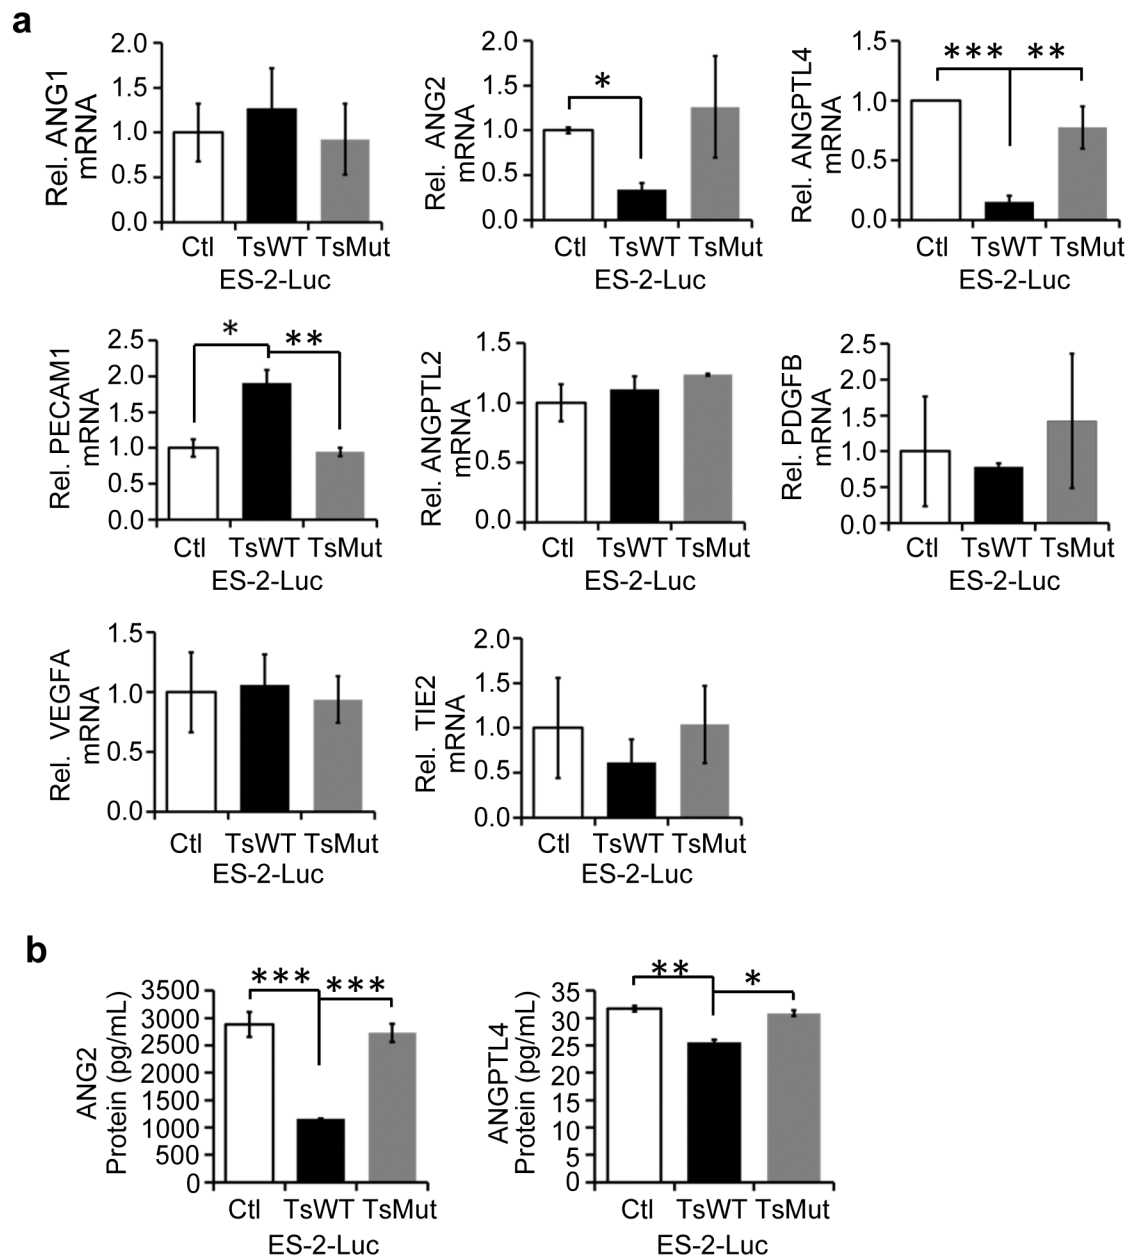 a
Rel. ANG1
mRNA
2.0
1.5
1.0
0.5
0.0
Ctl TsWT TsMut
ES-2-Luc
Rel. ANG2
mRNA
2.0
1.5
1.0
0.5
0.0
*
Ctl TsWT TsMut
ES-2-Luc
Rel. ANGPTL4
mRNA
1.5
1.0
0.5
0
*** **
Ctl TsWT TsMut
ES-2-Luc
Rel. PECAM1
mRNA
2.5
2.0
1.5
1.0
0.5
0.0
* **
Ctl TsWT TsMut
ES-2-Luc
Rel. ANGPTL2
mRNA
1.5
1.0
0.5
0.0
Ctl TsWT TsMut
ES-2-Luc
Rel. PDGFB
mRNA
2.5
2.0
1.5
1.0
0.5
0.0
Ctl TsMut TsMut
ES-2-Luc
Rel. VEGFA
mRNA
1.5
1.0
0.5
0.0
Ctl TsWT TsMut
ES-2-Luc
Rel. TIE2
mRNA
2.0
1.5
1.0
0.5
0.0
Ctl TsWT TsMut
ES-2-Luc
b
ANG2
Protein (pg/mL)
3500
3000
2500
2000
1500
1000
500
0
*** ***
Ctl TsWT TsMut
ES-2-Luc
ANGPTL4
Protein (pg/mL)
35
30
25
20
15
10
5
0
** *
Ctl TsWT TsMut
ES-2-Luc